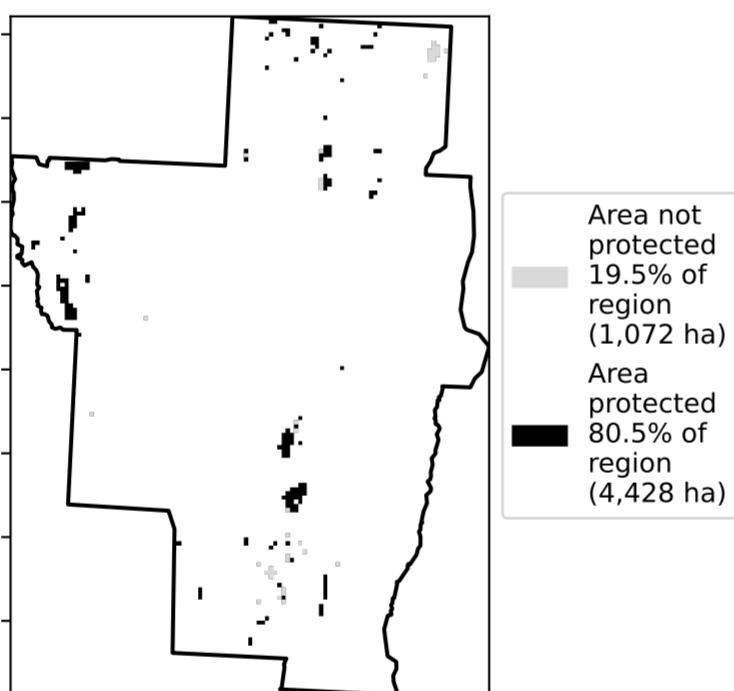 Area not
protected
19.5% of
region
(1,072 ha)
Area
protected
80.5% of
region
(4,428 ha)